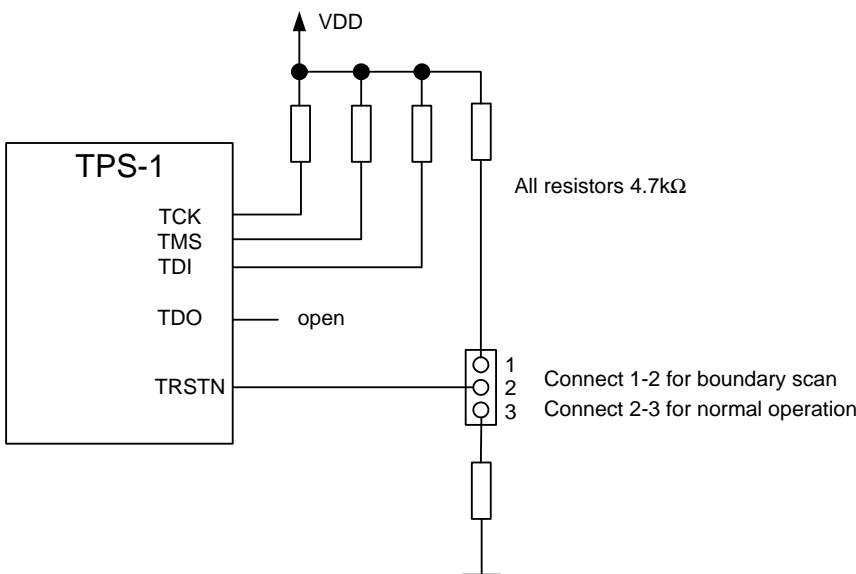 VDD
TPS-1
All resistors 4.7kΩ
TCK
TMS
TDI
TDO
open
TRSTN
1
2
3
Connect 1-2 for boundary scan
Connect 2-3 for normal operation